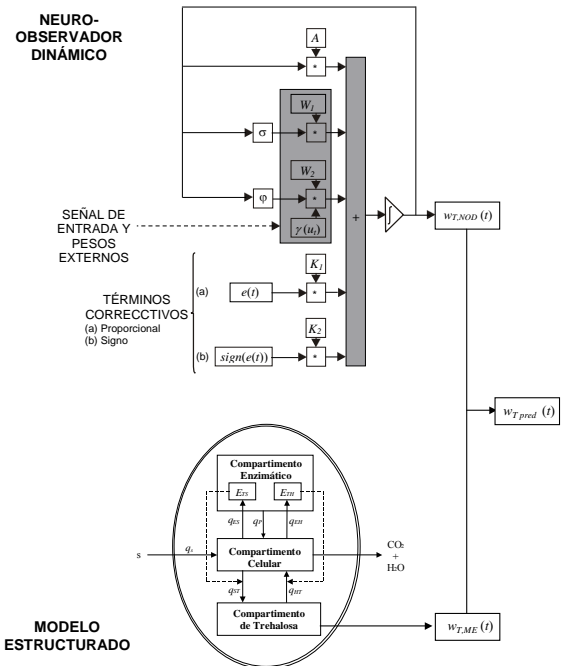 NEURO-
OBSERVADOR
DINÁMICO
A
*
W1
σ
*
W2
φ
*
γ(ut)
SEÑAL DE
ENTRADA Y
PESOS
EXTERNOS
+
∫
wT,NOD (t)
K1
(a)
e(t)
*
TÉRMINOS
CORRECCTIVOS
(a) Proporcional
(b) Signo
K2
(b)
sign(e(t))
*
wT pred (t)
Compartimento
Enzimático
ETS
ETH
qES
qP
qEH
s
qs
Compartimento
Celular
CO2
+
H2O
qST
qHT
Compartimento
de Trehalosa
wT,ME (t)
MODELO
ESTRUCTURADO